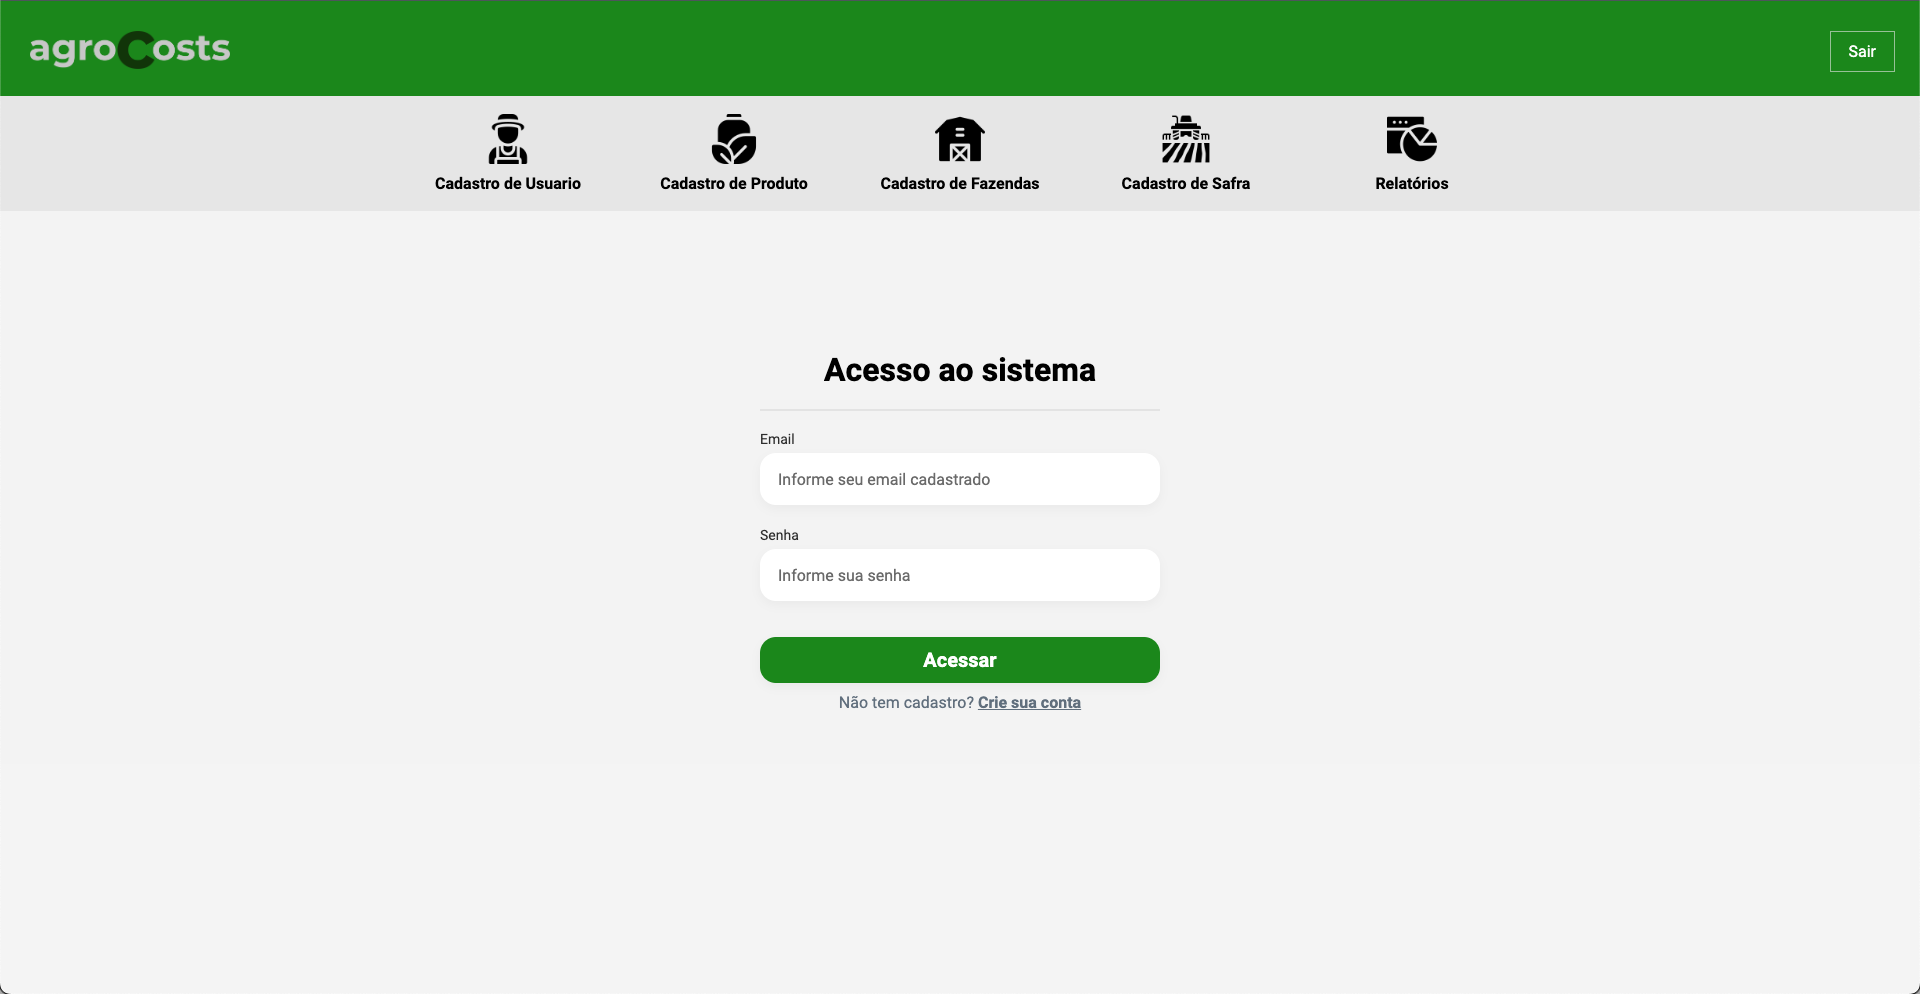 agroCosts
Sair
Cadastro de Usuario
Cadastro de Produto
Cadastro de Fazendas
Cadastro de Safra
Relatórios
Acesso ao sistema
Email
Informe seu email cadastrado
Senha
Informe sua senha
Acessar
Não tem cadastro? Crie sua conta